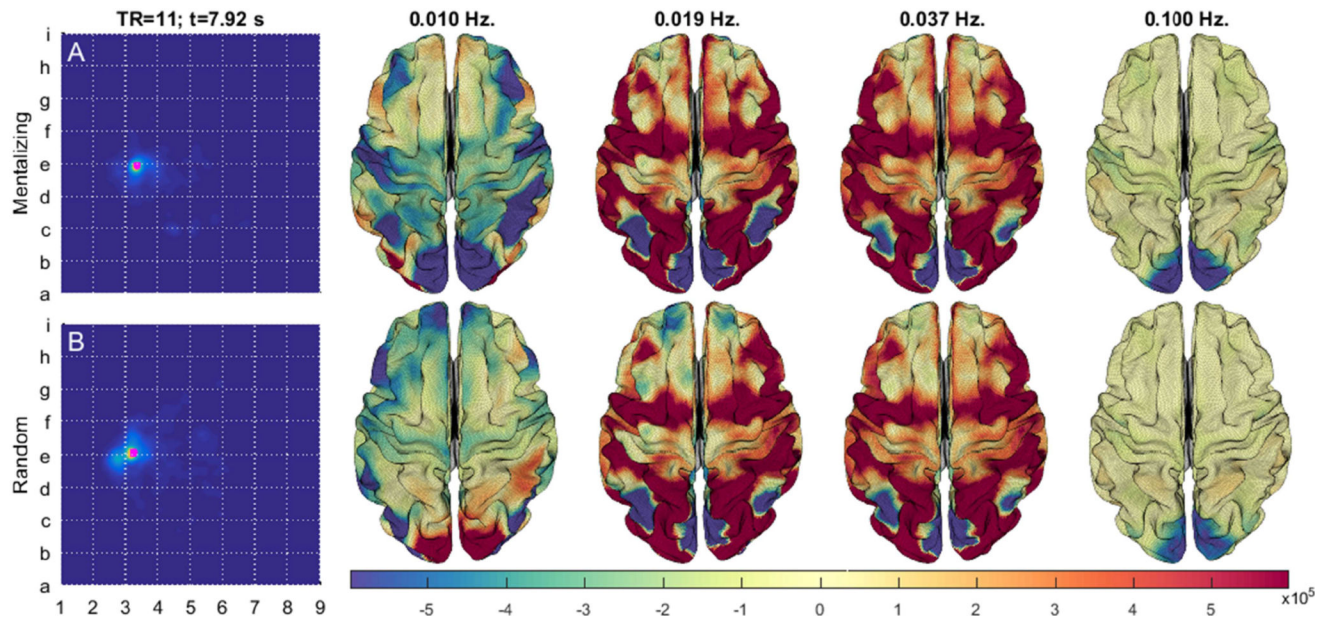 TR=11; t=7.92 s 0.010 Hz. 0.019 Hz. 0.037 Hz. 0.100 Hz.
Mentalizing
A
i
h
g
f
e
d
c
b
a
Random
B
i
h
g
f
e
d
c
b
a
1 2 3 4 5 6 7 8 9
-5 -4 -3 -2 -1 0 1 2 3 4 5 x10^5